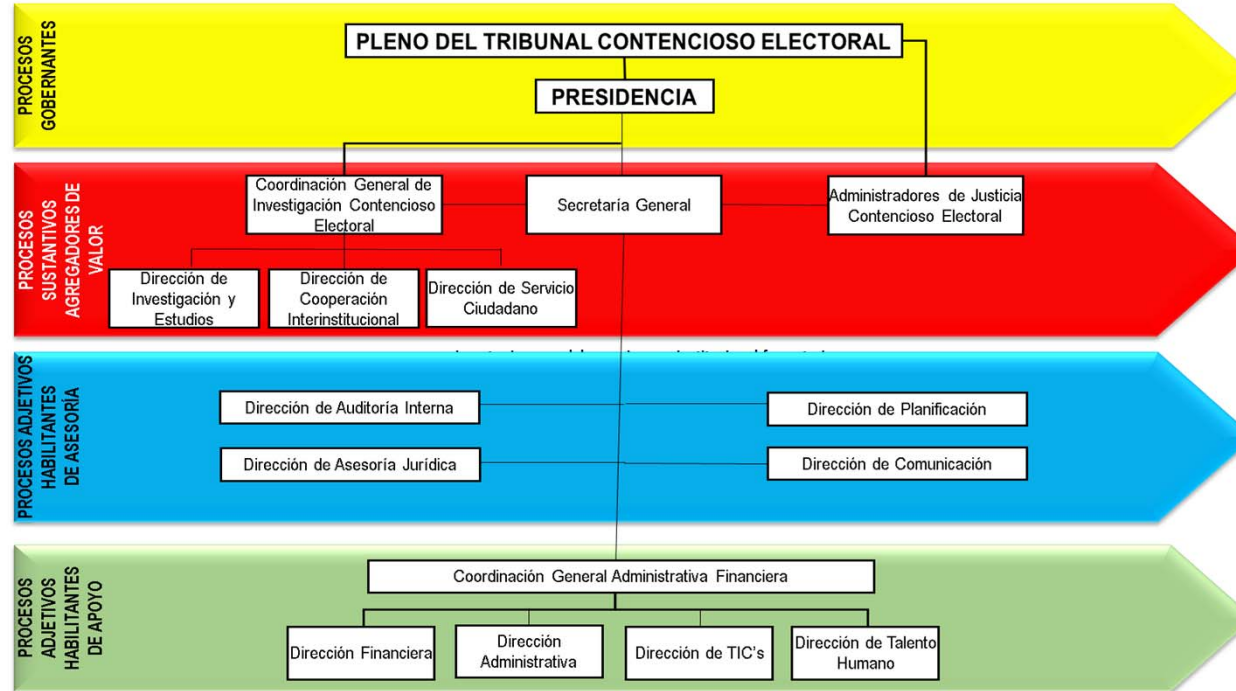 PROCESOS
GOBERNANTES
PLENO DEL TRIBUNAL CONTENCIOSO ELECTORAL
PRESIDENCIA
PROCESOS
SUSTANTIVOS
AGREGADORES DE
VALOR
Coordinación General de
Investigación Contencioso
Electoral
Secretaría General
Administradores de Justicia
Contencioso Electoral
Dirección de
Investigación y
Estudios
Dirección de
Cooperación
Interinstitucional
Dirección de Servicio
Ciudadano
PROCESOS ADJETIVOS
HABILITANTES
DE ASESORÍA
Dirección de Auditoría Interna
Dirección de Planificación
Dirección de Asesoría Jurídica
Dirección de Comunicación
PROCESOS
ADJETIVOS
HABILITANTES
DE APOYO
Coordinación General Administrativa Financiera
Dirección Financiera
Dirección
Administrativa
Dirección de TIC's
Dirección de Talento
Humano